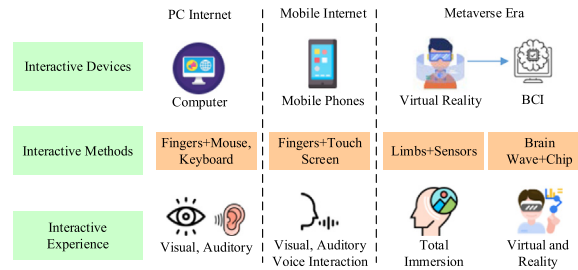 PC Internet
Mobile Internet
Metaverse Era
Interactive Devices
Computer
Mobile Phones
Virtual Reality
BCI
Interactive Methods
Fingers+Mouse,
Keyboard
Fingers+Touch
Screen
Limbs+Sensors
Brain
Wave+Chip
Interactive
Experience
Visual, Auditory
Visual, Auditory
Voice Interaction
Total
Immersion
Virtual and
Reality